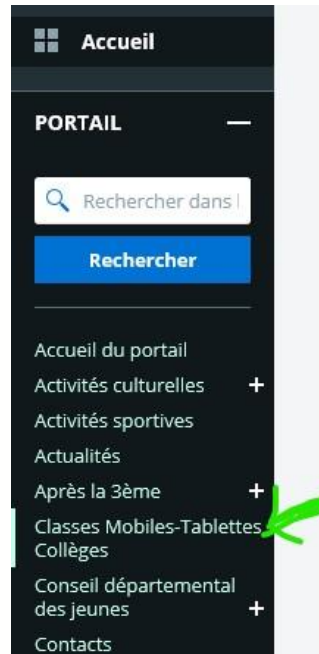 Accueil
PORTAIL
Rechercher dans
Rechercher
Accueil du portail
Activités culturelles
Activités sportives
Actualités
Après la 3ème
Classes Mobiles-Tablettes
Collèges
Conseil départemental
des jeunes
Contacts